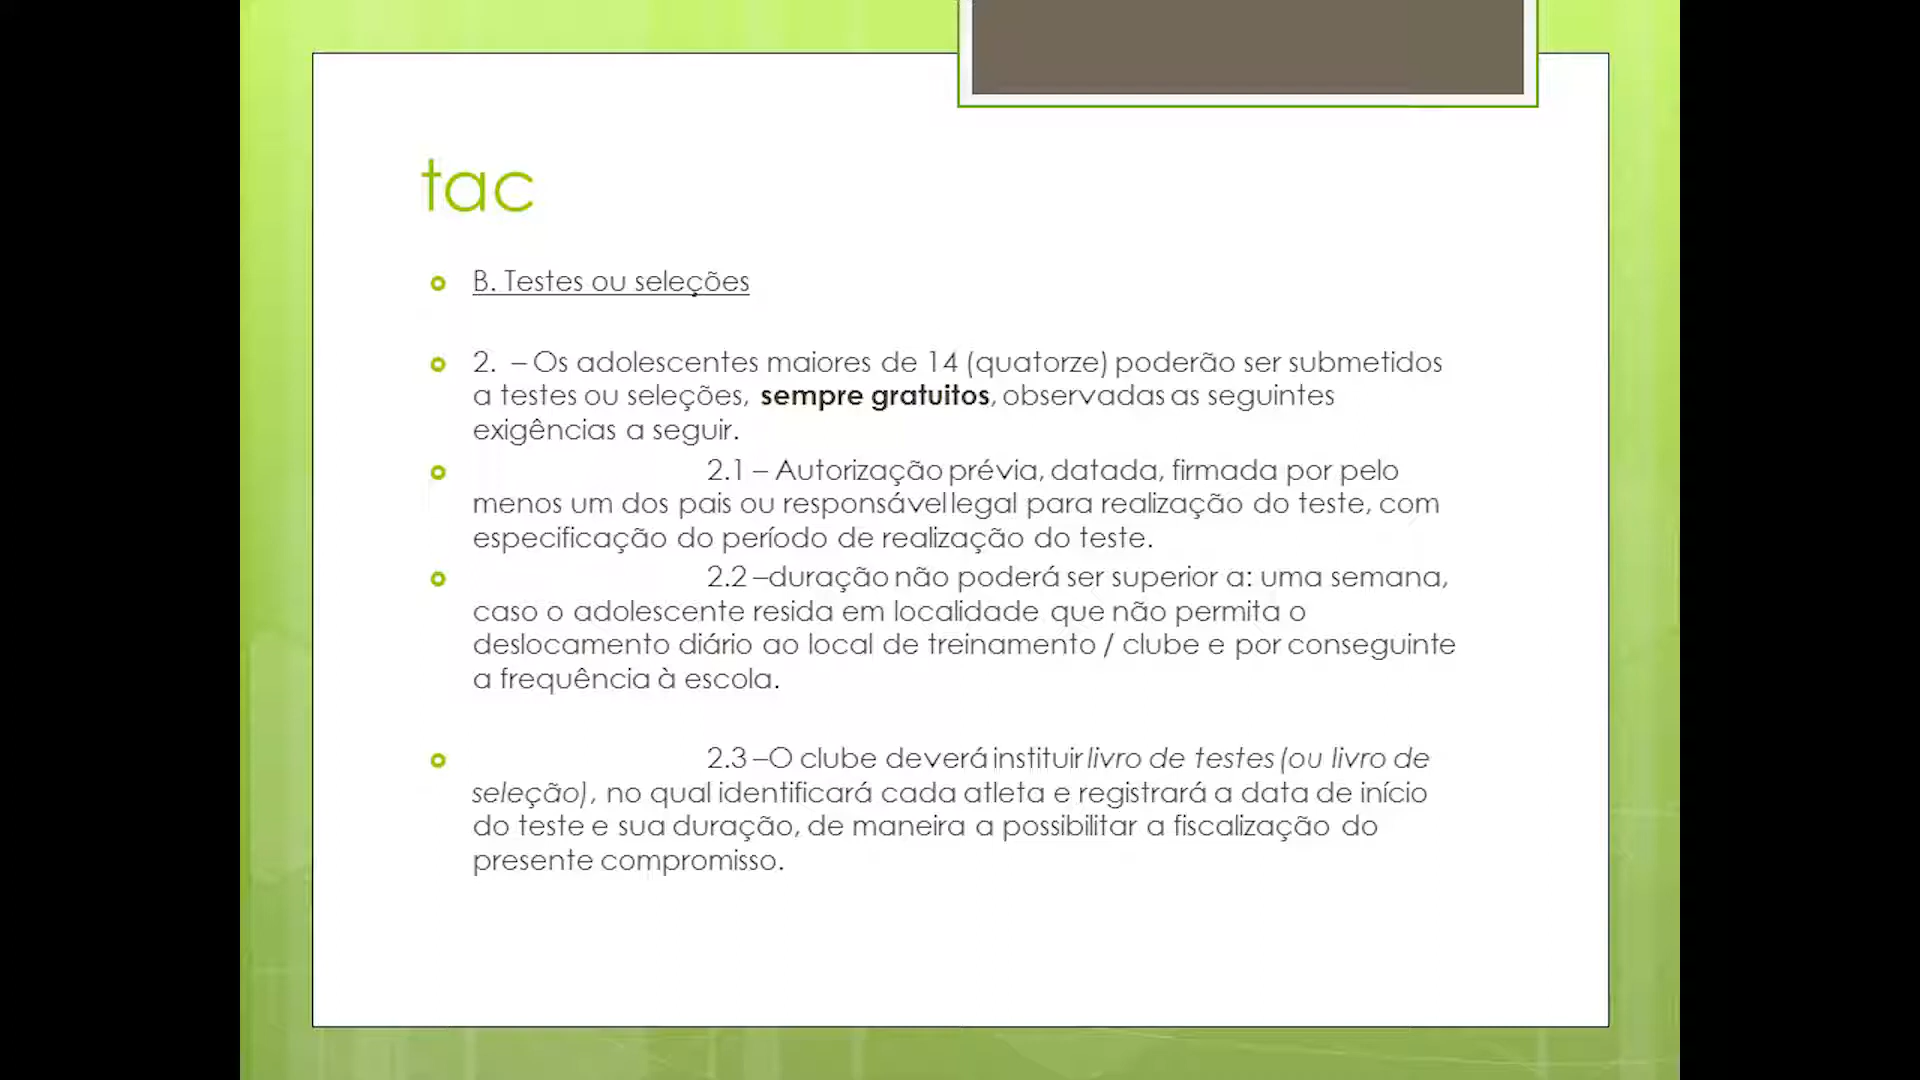 tac
B. Testes ou seleções
2. – Os adolescentes maiores de 14 (quatorze) poderão ser submetidos
a testes ou seleções, sempre gratuitos, observadas as seguintes
exigências a seguir.
2.1 – Autorização prévia, datada, firmada por pelo
menos um dos pais ou responsável legal para realização do teste, com
especificação do período de realização do teste.
2.2 –duração não poderá ser superior a: uma semana,
caso o adolescente resida em localidade que não permita o
deslocamento diário ao local de treinamento / clube e por conseguinte
a frequência à escola.
2.3 –O clube deverá instituir livro de testes (ou livro de
seleção), no qual identificará cada atleta e registrará a data de início
do teste e sua duração, de maneira a possibilitar a fiscalização do
presente compromisso.